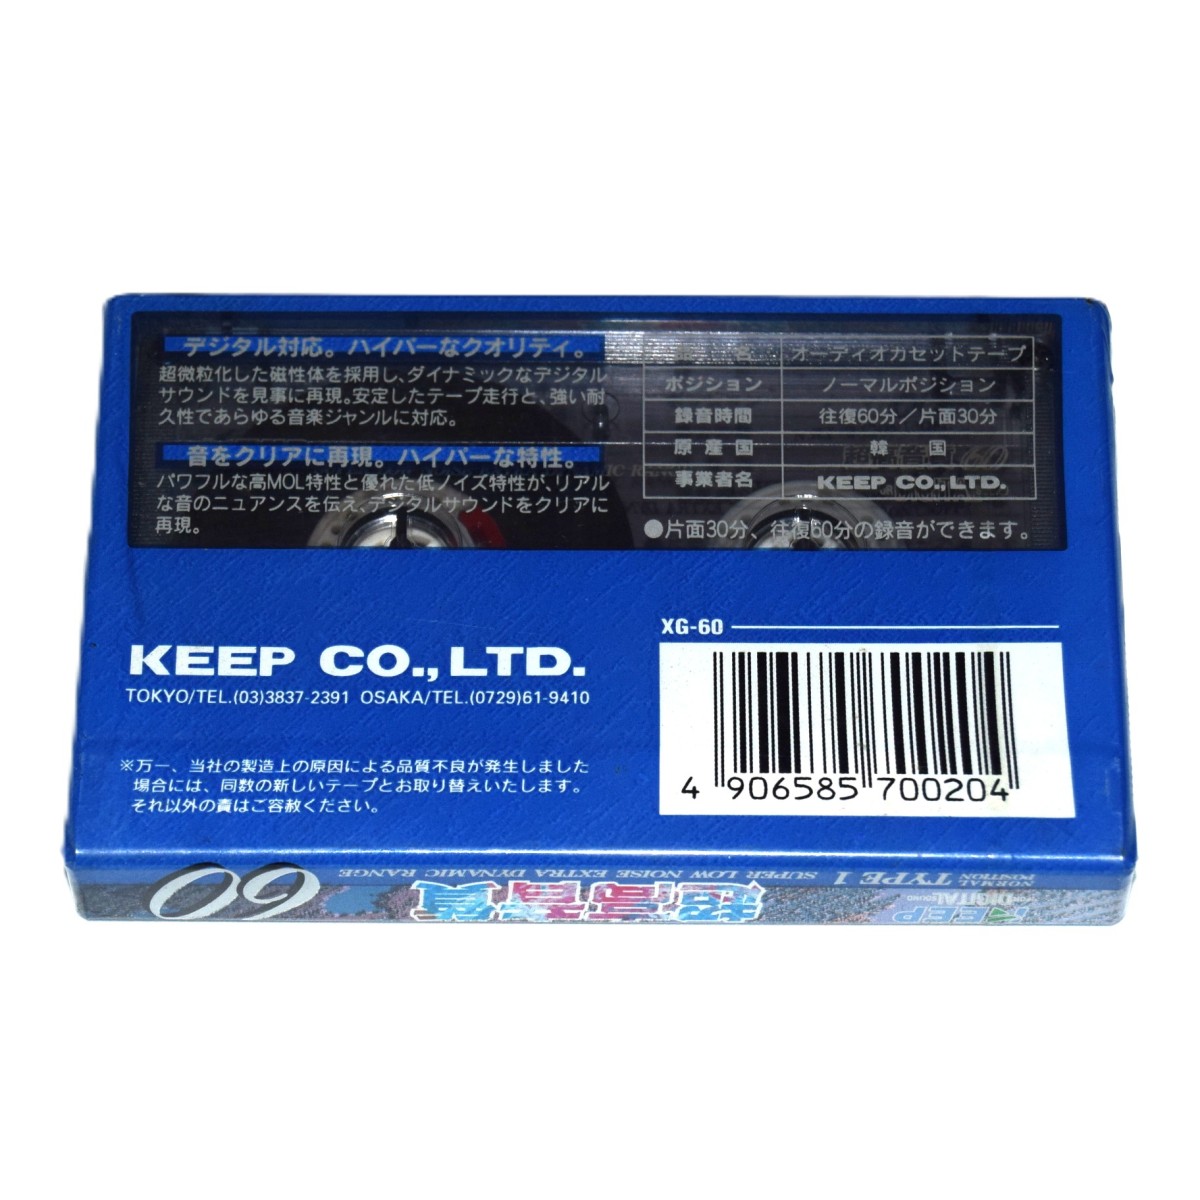 デジタル対応。ハイパーなクオリティ。
超微粒化した磁性体を採用し、ダイナミックなデジタル
サウンドを見事に再現。安定したテープ走行と、強い耐
久性であらゆる音楽ジャンルに対応。
音をクリアに再現。ハイパーな特性。
パワフルな高MOL特性と優れた低ノイズ特性が、リアル
な音のニュアンスを伝え、デジタルサウンドをクリアに
再現。
品 名 オーディオカセットテープ
ポジション ノーマルポジション
録音時間 往復60分/片面30分
原産国 韓 国
事業者名 KEEP CO.,LTD.
●片面30分、往復60分の録音ができます。
KEEP CO.,LTD.
TOKYO/TEL.(03)3837-2391 OSAKA/TEL.(0729)61-9410
※万一、当社の製造上の原因による品質不良が発生しました
場合には、同数の新しいテープとお取り替えいたします。
それ以外の責はご容赦ください。
XG-60
4 906585 700204
KEEP
FOR DIGITAL SOUND
NORMAL POSITION TYPE I SUPER LOW NOISE EXTRA DYNAMIC RANGE
超高音質
60